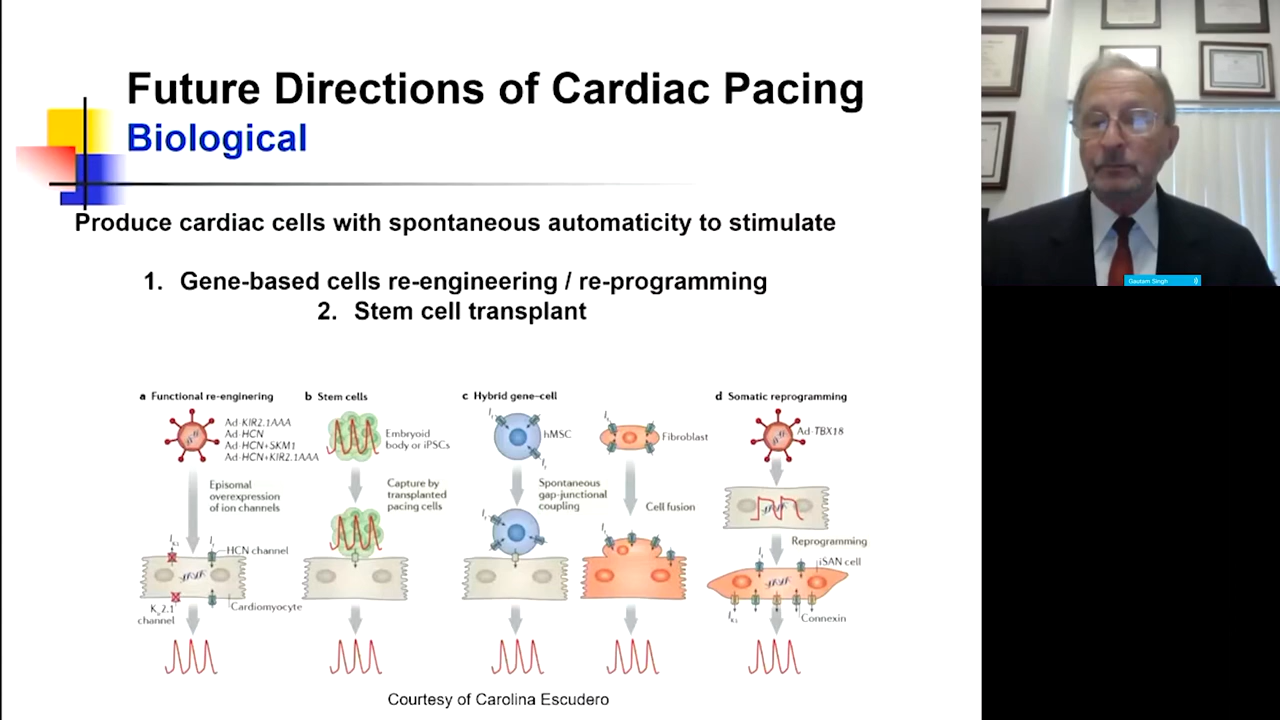 Future Directions of Cardiac Pacing
Biological
Produce cardiac cells with spontaneous automaticity to stimulate
1. Gene-based cells re-engineering / re-programming
2. Stem cell transplant
a Functional re-enginering
Ad-KIR2.1AAA
Ad-HCN
Ad-HCN+SKM1
Ad-HCN+KIR2.1AAA
Episomal
overexpression
of ion channels
HCN channel
Cardiomyocyte
channel
b Stem cells
Embryoid
body or iPSCs
Capture by
transplanted
pacing cells
c Hybrid gene-cell
hMSC
Spontaneous
gap-junctional
coupling
Fibroblast
Cell fusion
d Somatic reprogramming
Ad-TBX18
Reprogramming
iSAN cell
Connexin
Courtesy of Carolina Escudero
Gautam Singh